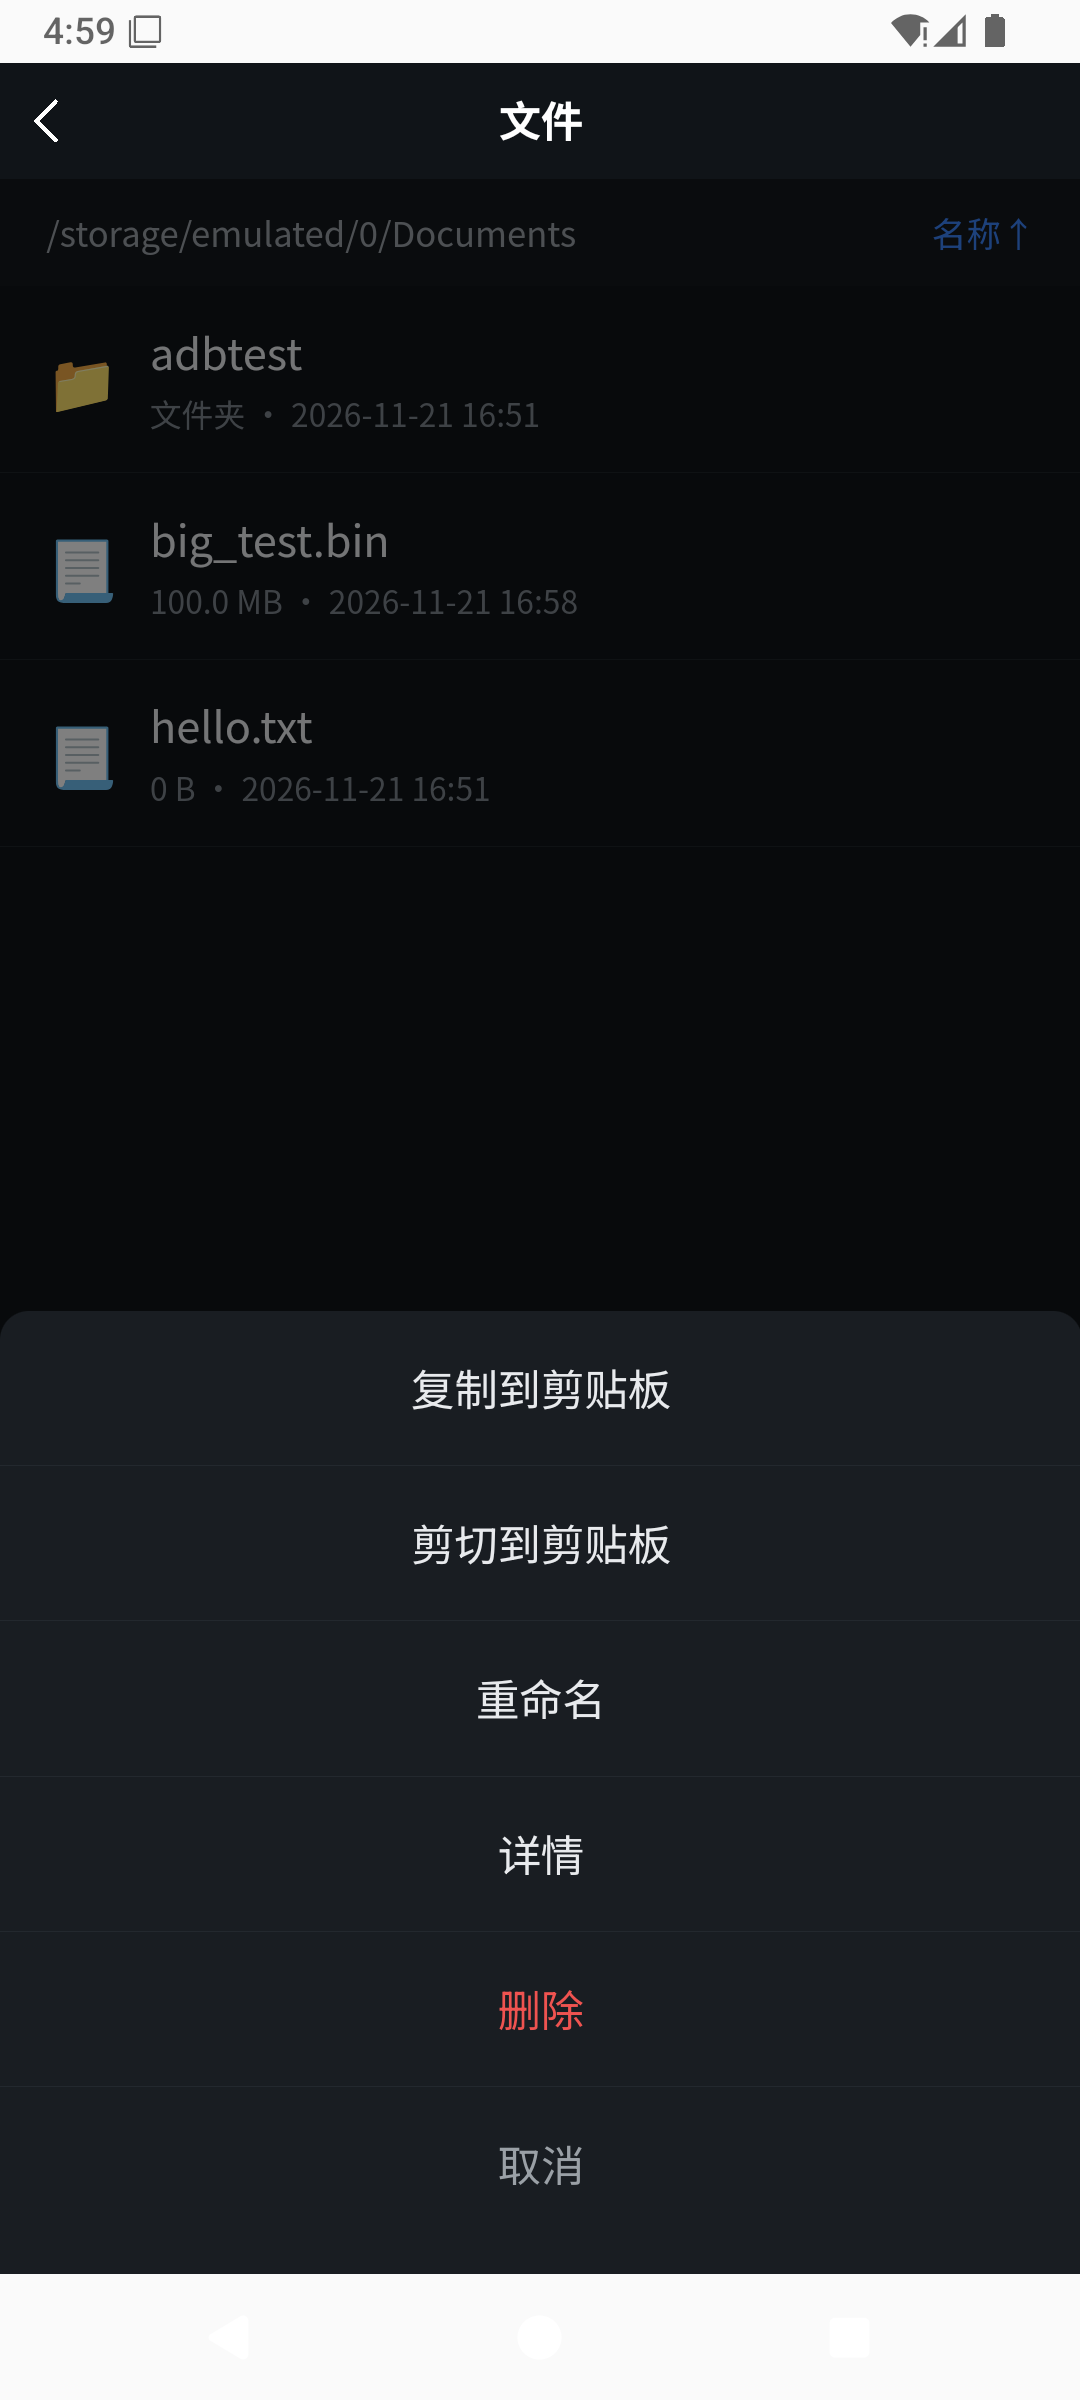 4:59
文件
/storage/emulated/0/Documents
名称↑
adbtest
文件夹 · 2026-11-21 16:51
big_test.bin
100.0 MB · 2026-11-21 16:58
hello.txt
0 B · 2026-11-21 16:51
复制到剪贴板
剪切到剪贴板
重命名
详情
删除
取消